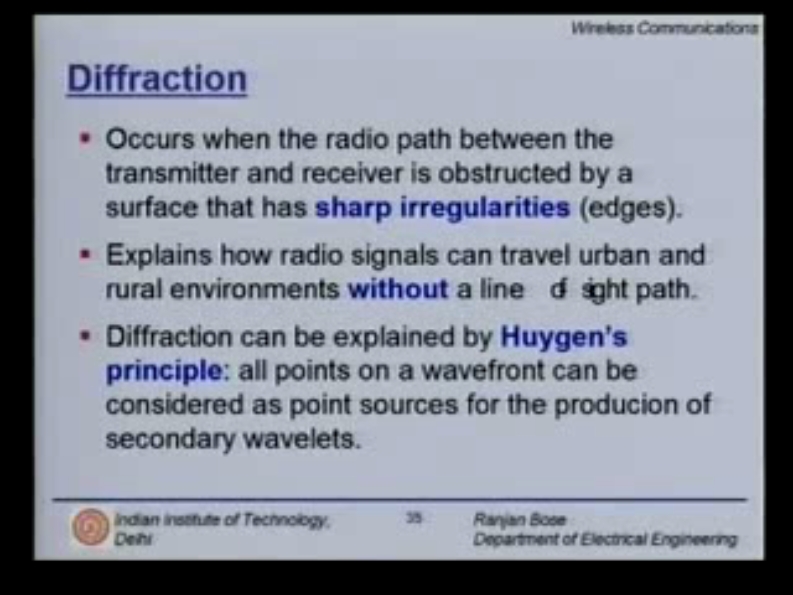 Wireless Communications
Diffraction
▪ Occurs when the radio path between the
transmitter and receiver is obstructed by a
surface that has sharp irregularities (edges).
▪ Explains how radio signals can travel urban and
rural environments without a line of sight path.
▪ Diffraction can be explained by Huygen's
principle: all points on a wavefront can be
considered as point sources for the producion of
secondary wavelets.
Indian Institute of Technology,
Delhi
35
Ranjan Bose
Department of Electrical Engineering